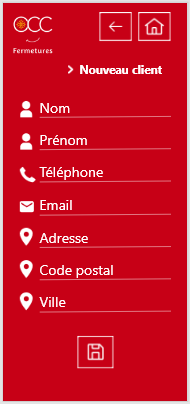 OCC
Fermetures
Nouveau client
Nom
Prénom
Téléphone
Email
Adresse
Code postal
Ville